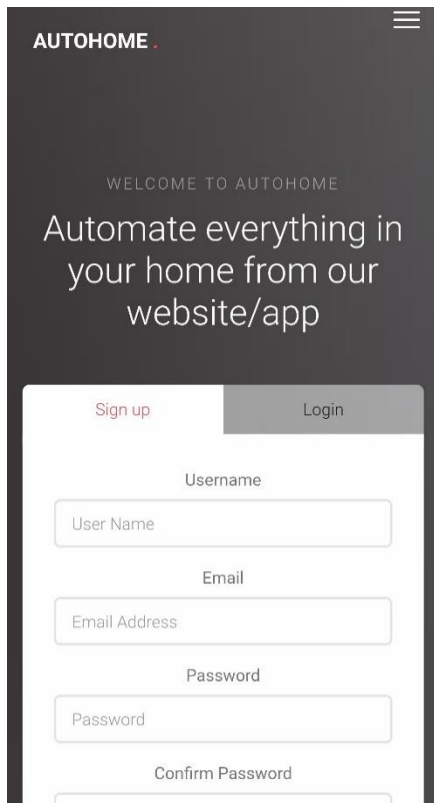 AUTOHOME .
WELCOME TO AUTOHOME
Automate everything in
your home from our
website/app
Sign up
Login
Username
User Name
Email
Email Address
Password
Password
Confirm Password